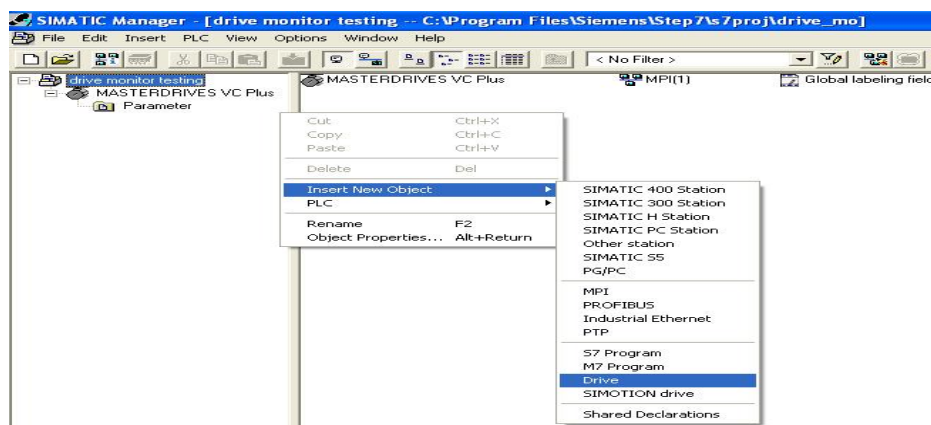 SIMATIC Manager - [drive monitor testing -- C:\Program Files\Siemens\Step7\s7proj\drive_mo]
File Edit Insert PLC View Options Window Help
< No Filter >
drive monitor testing
MASTERDRIVES VC Plus
Parameter
MASTERDRIVES VC Plus MPI(1) Global labeling field
Cut Ctrl+X
Copy Ctrl+C
Paste Ctrl+V
Delete Del
Insert New Object
PLC
Rename F2
Object Properties... Alt+Return
SIMATIC 400 Station
SIMATIC 300 Station
SIMATIC H Station
SIMATIC PC Station
Other station
SIMATIC S5
PG/PC
MPI
PROFIBUS
Industrial Ethernet
PTP
S7 Program
M7 Program
Drive
SIMOTION drive
Shared Declarations